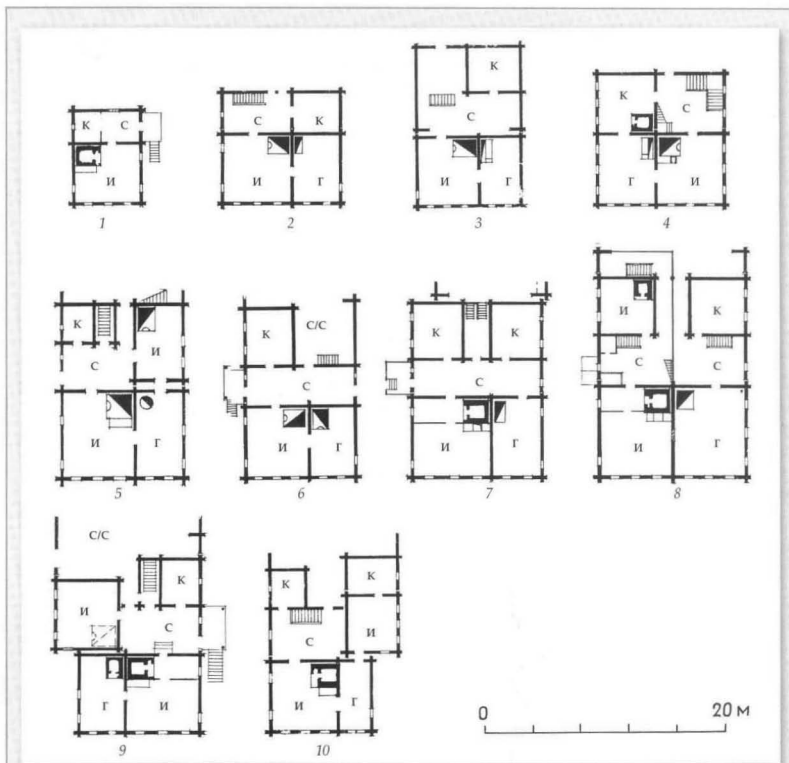 К С
И
1
С К
И Г
2
К
С
И Г
3
К С
Г И
4
К
С И
И Г
5
К С/С
С
И Г
6
К К
С
И Г
7
И К
С С
И Г
8
С/С
К
И С
Г И
9
К К
С И
И Г
10
0 20 М